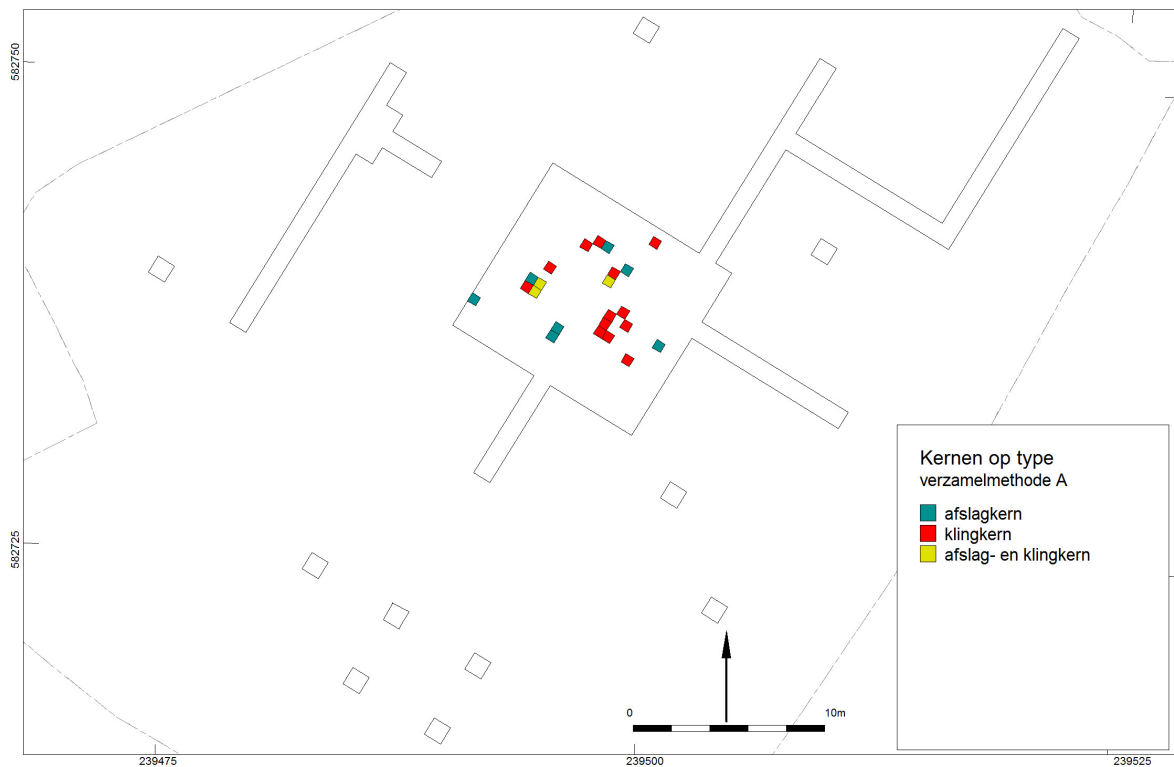 582750
582725
Kernen op type
verzamelmethode A
afslagkern
klingkern
afslag- en klingkern
0 10m
239475 239500 239525